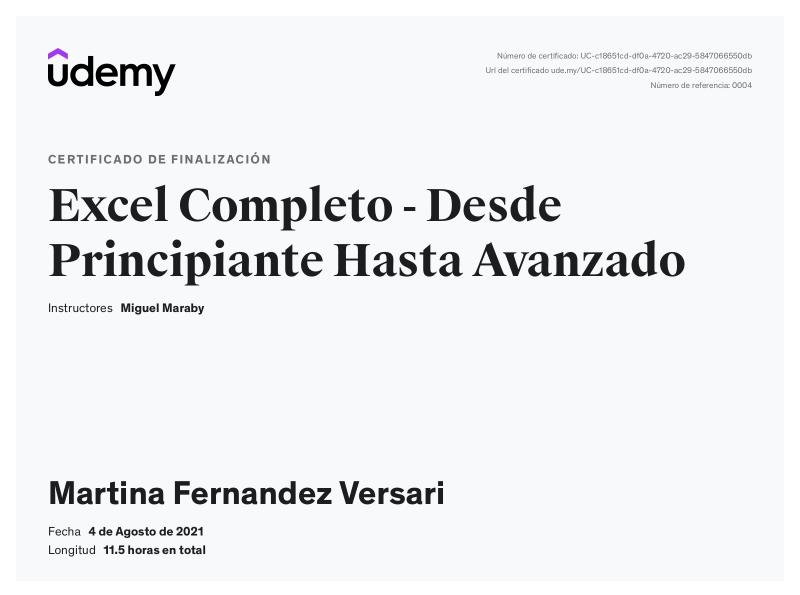 udemy
Número de certificado: UC-c18651cd-df0a-4720-ac29-5847066550db
Url del certificado ude.my/UC-c18651cd-df0a-4720-ac29-5847066550db
Número de referencia: 0004
CERTIFICADO DE FINALIZACIÓN
Excel Completo - Desde
Principiante Hasta Avanzado
Instructores Miguel Maraby
Martina Fernandez Versari
Fecha 4 de Agosto de 2021
Longitud 11.5 horas en total